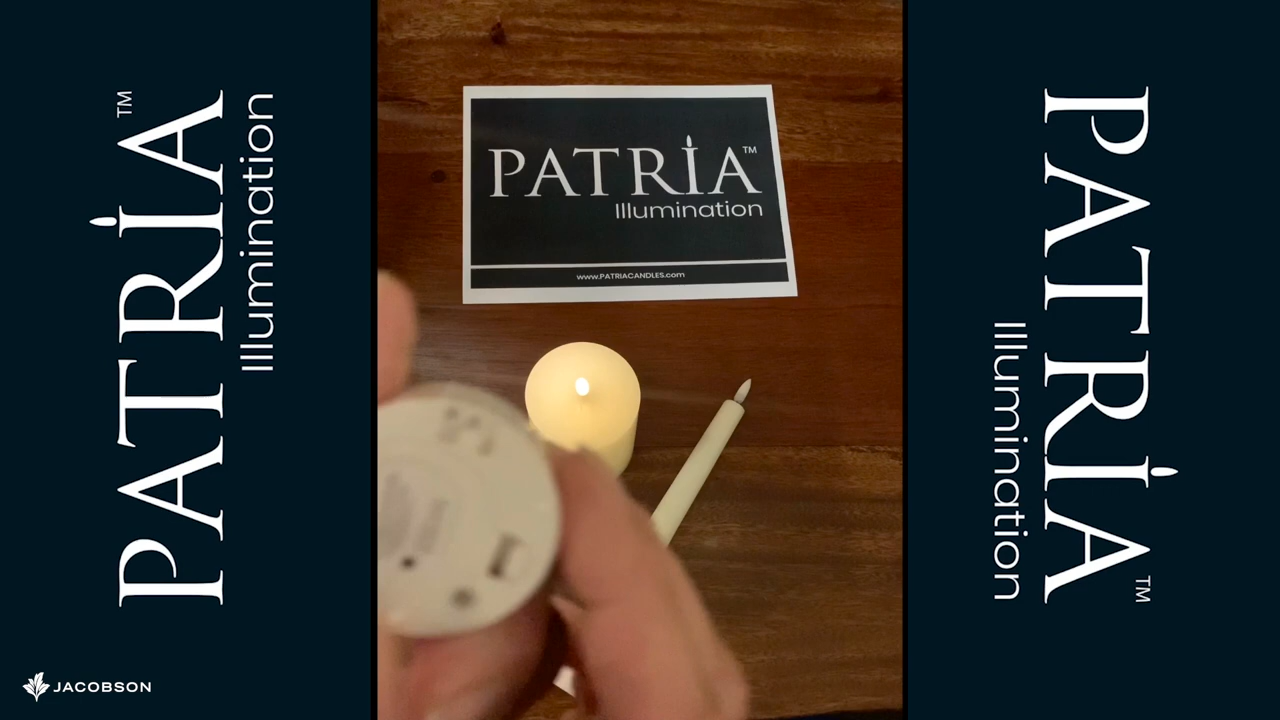 PATRIA™
Illumination
JACOBSON
PATRIA™
Illumination
www.PATRIACANDLES.com
PATRIA™
Illumination